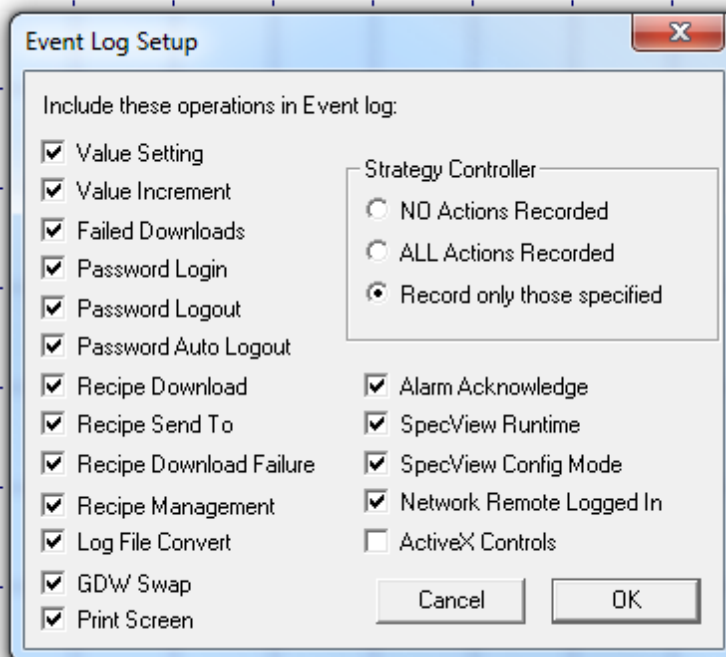 Event Log Setup
Include these operations in Event log:
Value Setting
Value Increment
Failed Downloads
Password Login
Password Logout
Password Auto Logout
Recipe Download
Recipe Send To
Recipe Download Failure
Recipe Management
Log File Convert
GDW Swap
Print Screen
Strategy Controller
NO Actions Recorded
ALL Actions Recorded
Record only those specified
Alarm Acknowledge
SpecView Runtime
SpecView Config Mode
Network Remote Logged In
ActiveX Controls
Cancel
OK